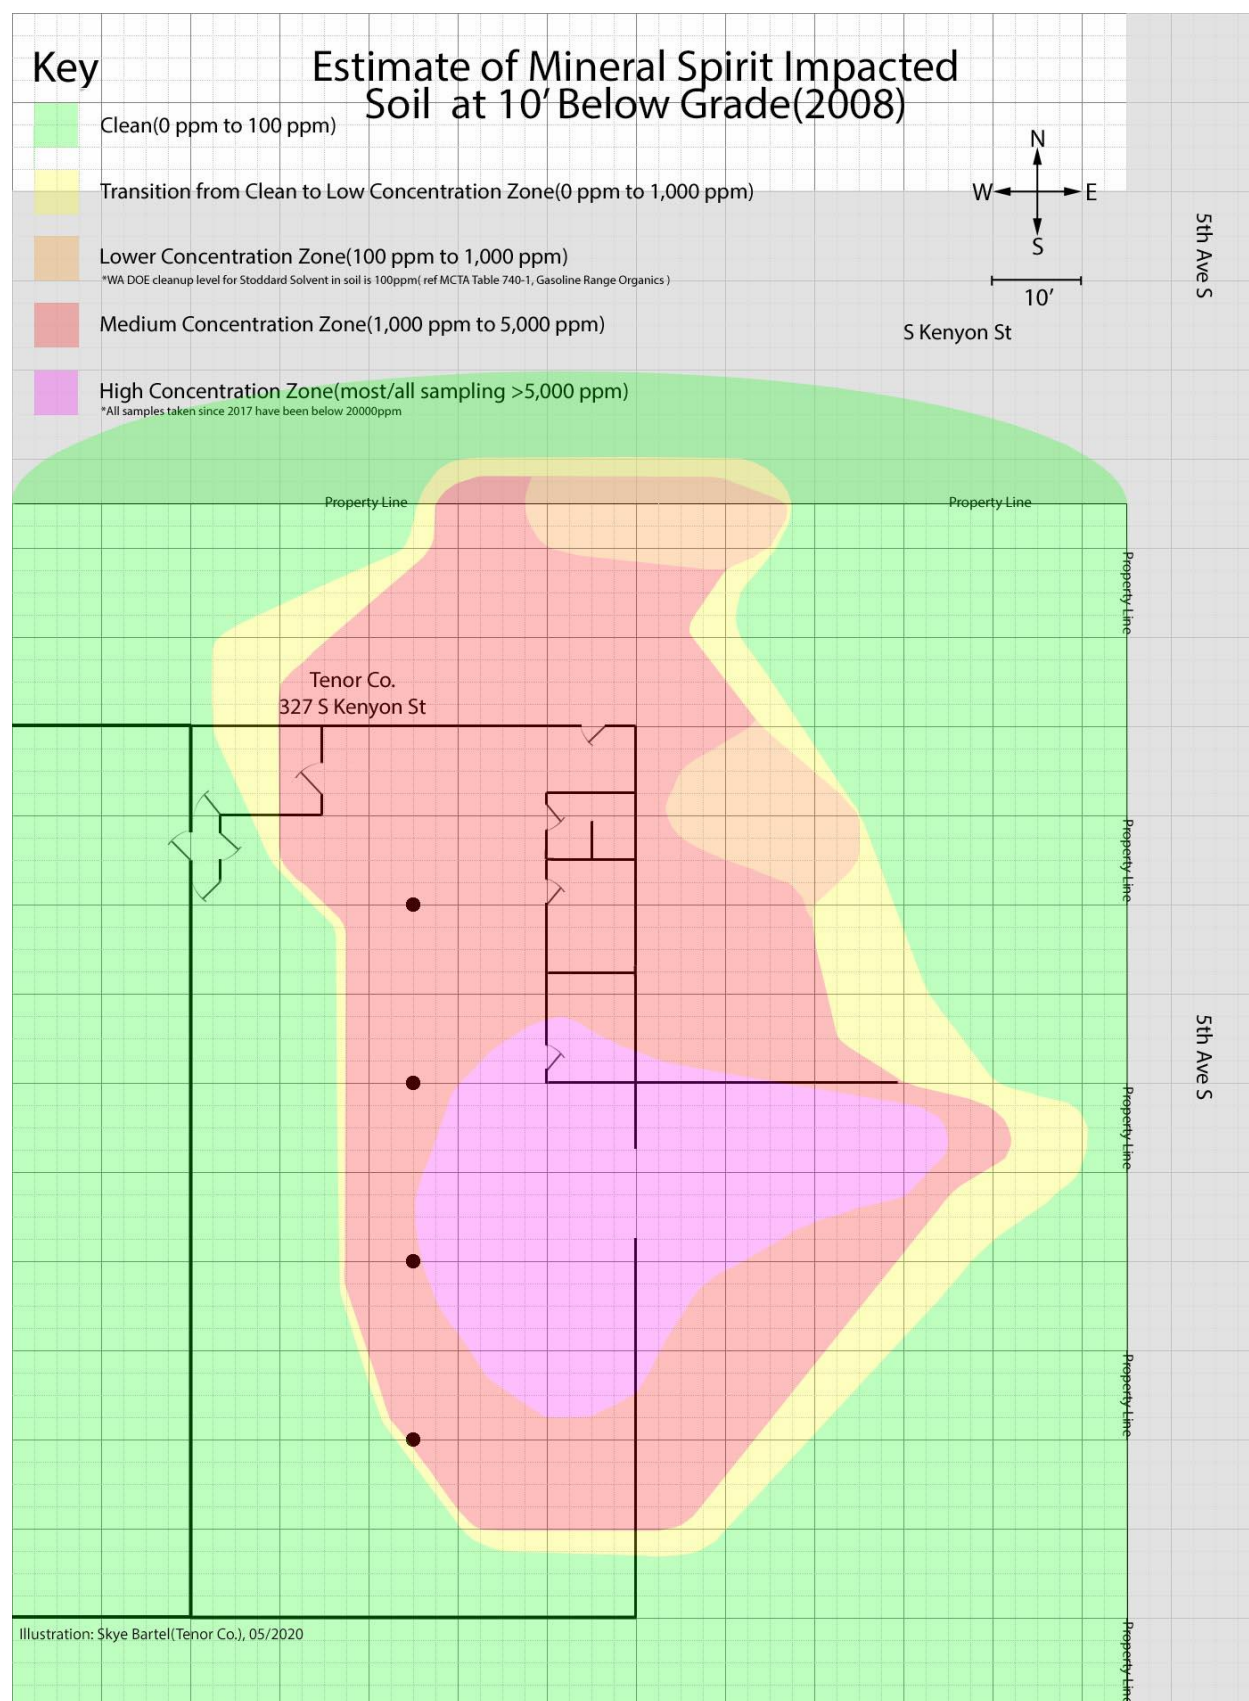 Key
Estimate of Mineral Spirit Impacted
Soil at 10’ Below Grade(2008)
Clean(0 ppm to 100 ppm)
N
Transition from Clean to Low Concentration Zone(0 ppm to 1,000 ppm)
W
E
S
5th Ave S
Lower Concentration Zone(100 ppm to 1,000 ppm)
*WA DOE cleanup level for Stoddard Solvent in soil is 100ppm( ref MCTA Table 740-1, Gasoline Range Organics )
10’
Medium Concentration Zone(1,000 ppm to 5,000 ppm)
S Kenyon St
High Concentration Zone(most/all sampling >5,000 ppm)
*All samples taken since 2017 have been below 20000ppm
Property Line
Property Line
Property Line
Tenor Co.
327 S Kenyon St
Property Line
5th Ave S
Property Line
Property Line
Illustration: Skye Bartel(Tenor Co.), 05/2020
Property Line